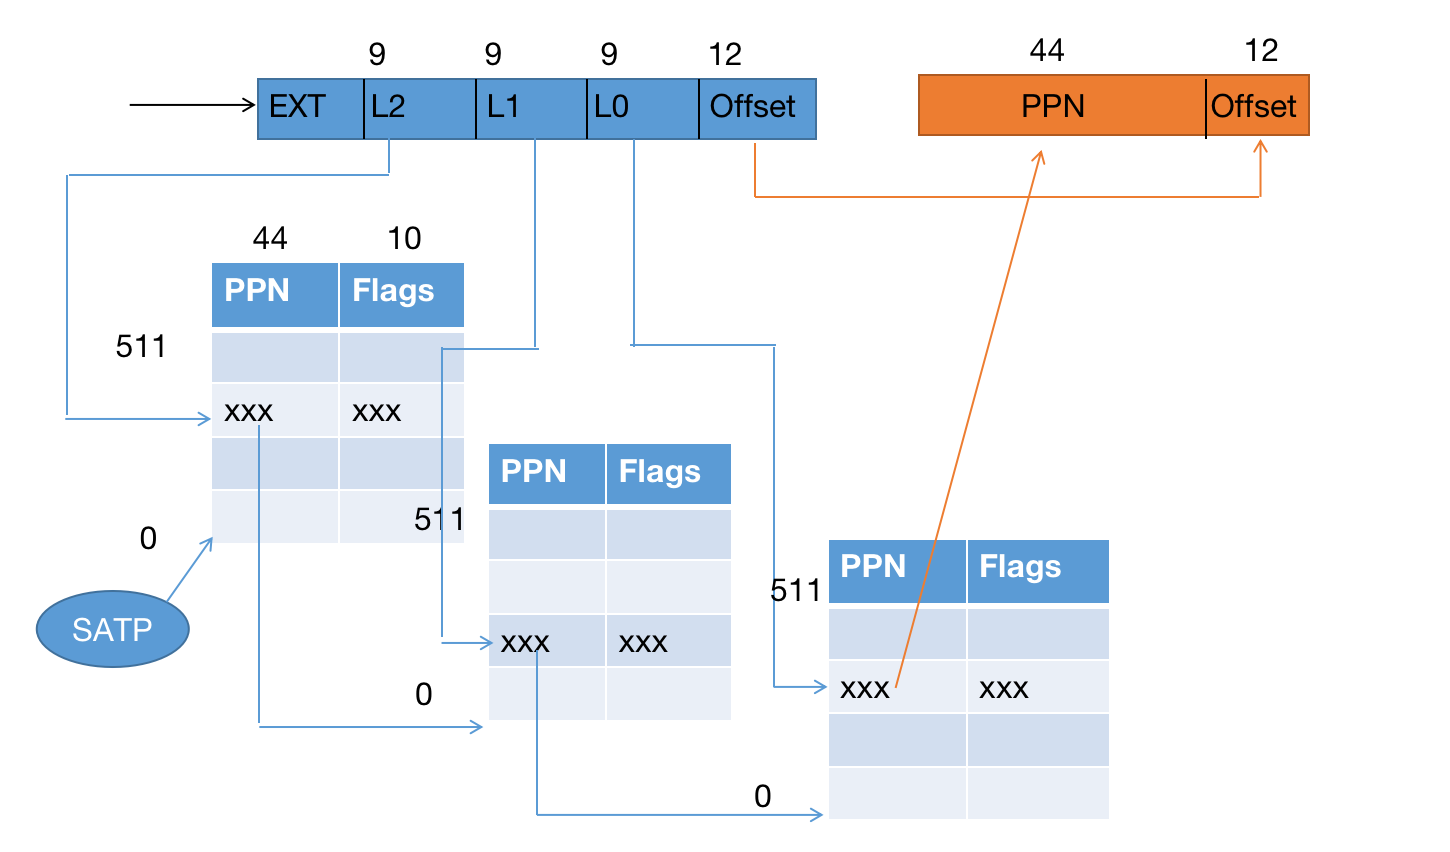 9 9 9 12
44 12
EXT L2 L1 L0 Offset
PPN Offset
44 10
PPN Flags
511
xxx xxx
0
SATP
PPN Flags
511
xxx xxx
0
PPN Flags
511
xxx xxx
0